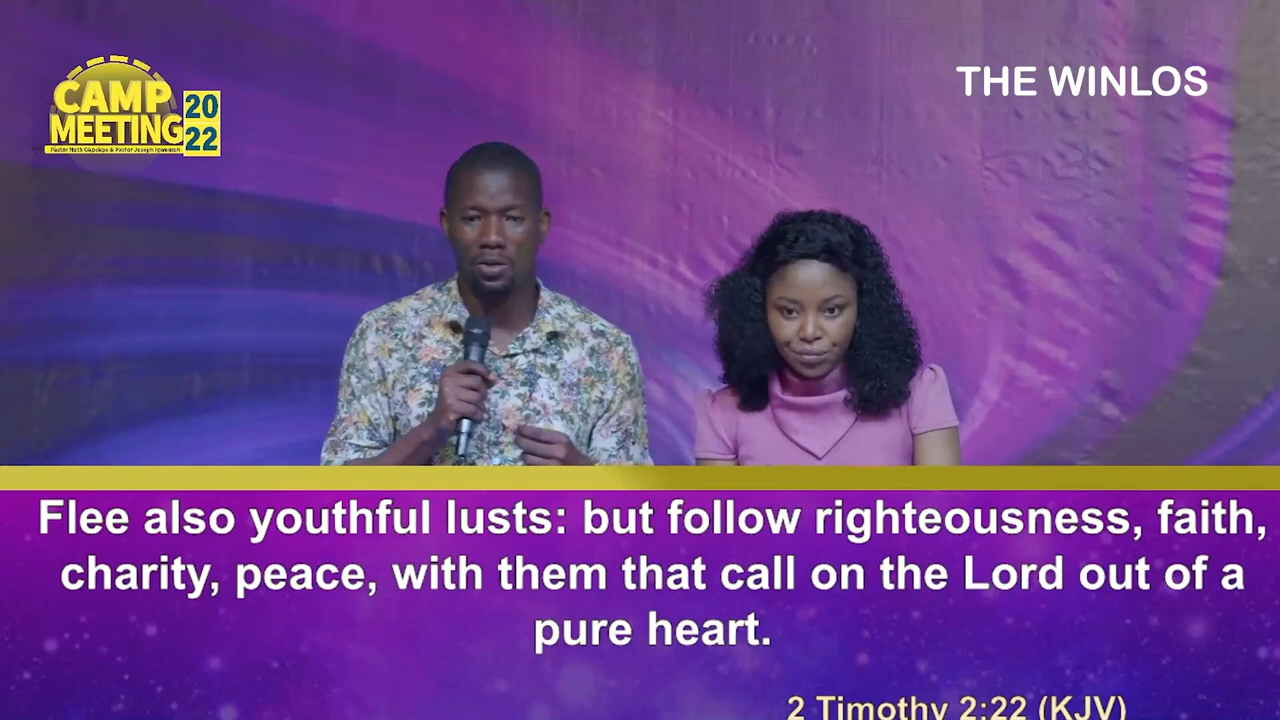 CAMP
MEETING
20
22
THE WINLOS
Flee also youthful lusts: but follow righteousness, faith,
charity, peace, with them that call on the Lord out of a
pure heart.
2 Timothy 2:22 (KJV)